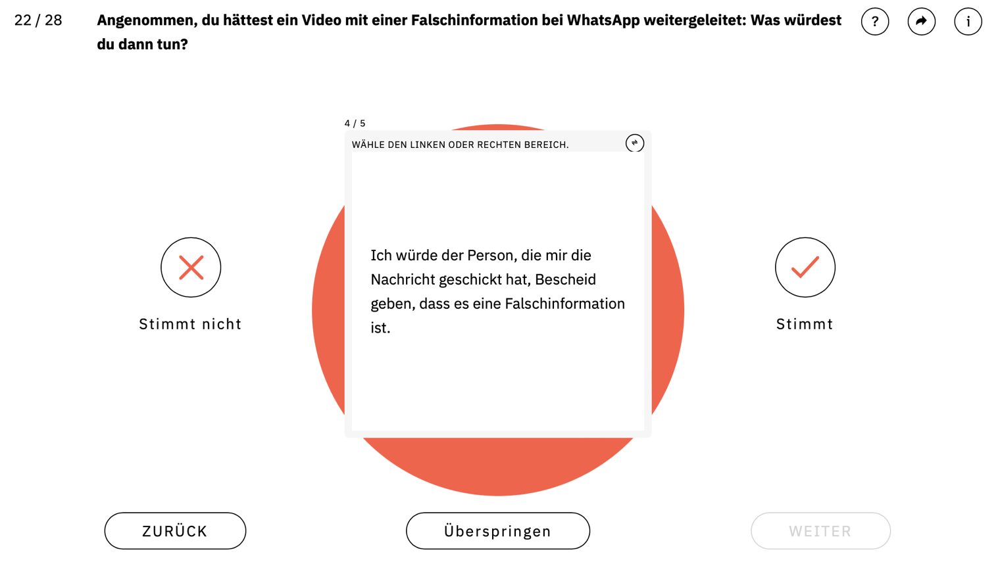 22 / 28
Angenommen, du hättest ein Video mit einer Falschinformation bei WhatsApp weitergeleitet: Was würdest
du dann tun?
?
i
4 / 5
WÄHLE DEN LINKEN ODER RECHTEN BEREICH.
Ich würde der Person, die mir die
Nachricht geschickt hat, Bescheid
geben, dass es eine Falschinformation
ist.
Stimmt nicht
Stimmt
ZURÜCK
Überspringen
WEITER